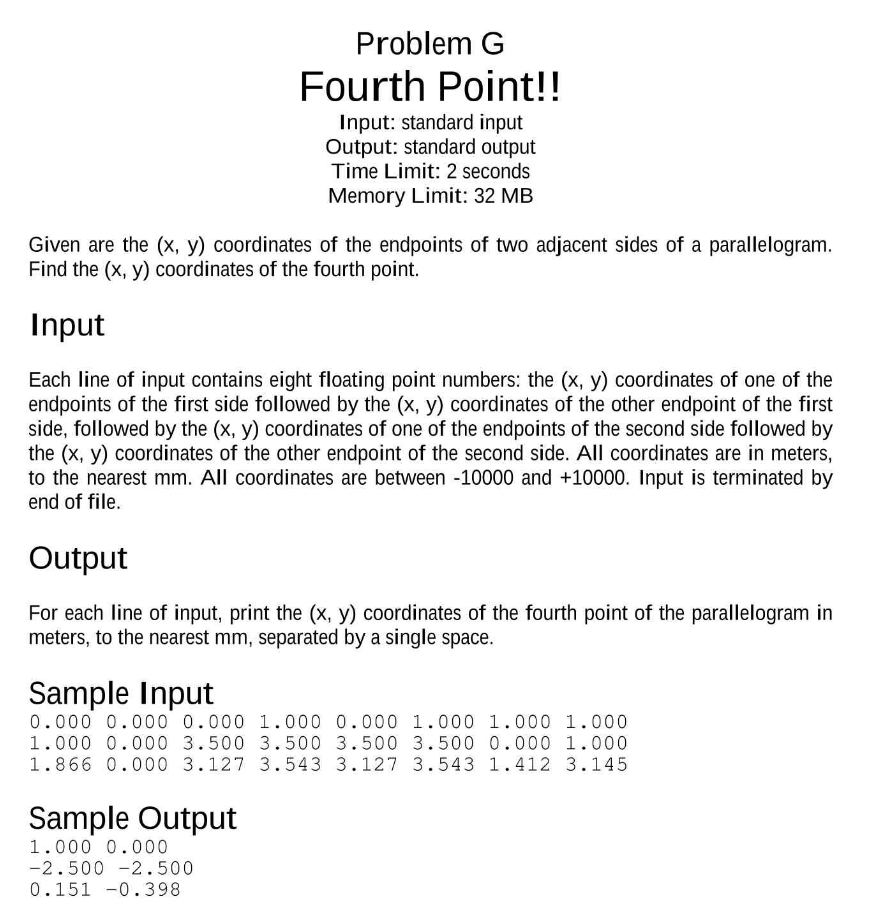 Problem G
Fourth Point!!
Input: standard input
Output: standard output
Time Limit: 2 seconds
Memory Limit: 32 MB
Given are the (x, y) coordinates of the endpoints of two adjacent sides of a parallelogram.
Find the (x, y) coordinates of the fourth point.
Input
Each line of input contains eight floating point numbers: the (x, y) coordinates of one of the
endpoints of the first side followed by the (x, y) coordinates of the other endpoint of the first
side, followed by the (x, y) coordinates of one of the endpoints of the second side followed by
the (x, y) coordinates of the other endpoint of the second side. All coordinates are in meters,
to the nearest mm. All coordinates are between -10000 and +10000. Input is terminated by
end of file.
Output
For each line of input, print the (x, y) coordinates of the fourth point of the parallelogram in
meters, to the nearest mm, separated by a single space.
Sample Input
0.000 0.000 0.000 1.000 0.000 1.000 1.000 1.000
1.000 0.000 3.500 3.500 3.500 3.500 0.000 1.000
1.866 0.000 3.127 3.543 3.127 3.543 1.412 3.145
Sample Output
1.000 0.000
-2.500 -2.500
0.151 -0.398